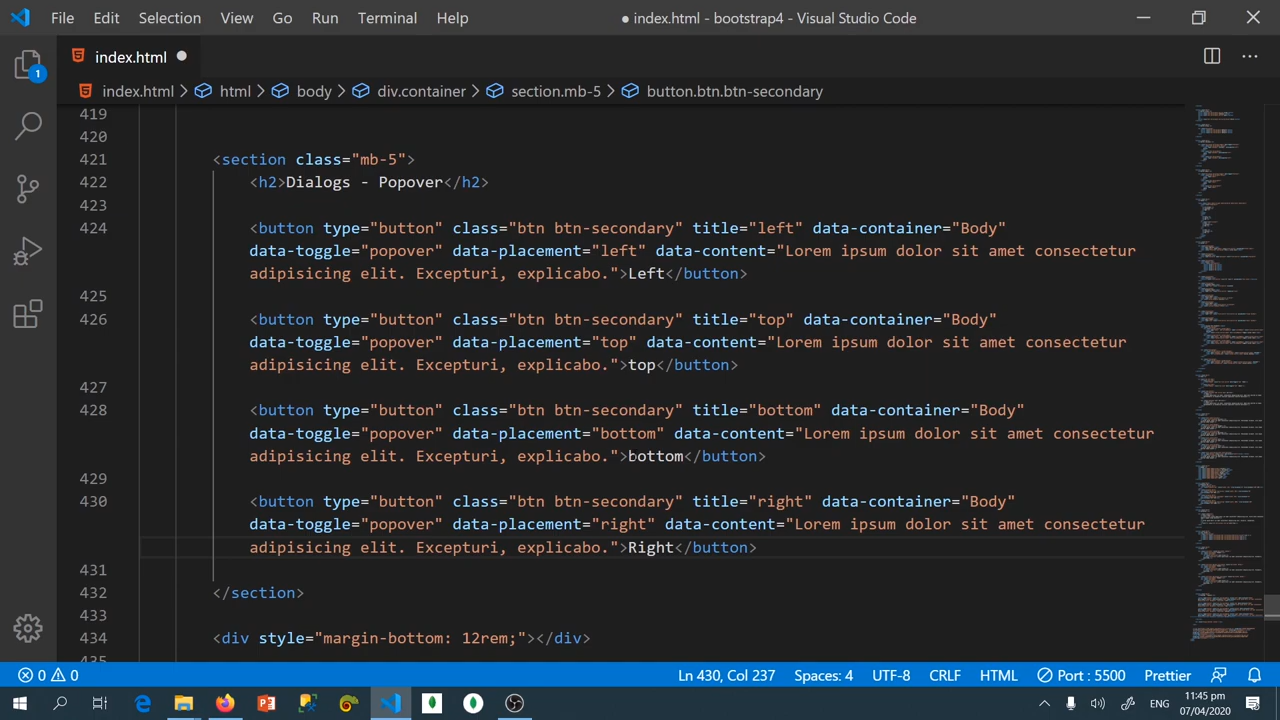 File Edit Selection View Go Run Terminal Help ● index.html - bootstrap4 - Visual Studio Code
index.html ●
index.html > html > body > div.container > section.mb-5 > button.btn.btn-secondary
1
419
420
421 <section class="mb-5">
422 <h2>Dialogs - Popover</h2>
423
424 <button type="button" class="btn btn-secondary" title="left" data-container="Body"
data-toggle="popover" data-placement="left" data-content="Lorem ipsum dolor sit amet consectetur
adipisicing elit. Excepturi, explicabo.">Left</button>
425
426 <button type="button" class="btn btn-secondary" title="top" data-container="Body"
data-toggle="popover" data-placement="top" data-content="Lorem ipsum dolor sit amet consectetur
adipisicing elit. Excepturi, explicabo.">top</button>
427
428 <button type="button" class="btn btn-secondary" title="bottom" data-container="Body"
data-toggle="popover" data-placement="bottom" data-content="Lorem ipsum dolor sit amet consectetur
adipisicing elit. Excepturi, explicabo.">bottom</button>
429
430 <button type="button" class="btn btn-secondary" title="right" data-container="Body"
data-toggle="popover" data-placement="right" data-content="Lorem ipsum dolor sit amet consectetur
adipisicing elit. Excepturi, explicabo.">Right</button>
431
432 </section>
433
434 <div style="margin-bottom: 12rem;"></div>
435
0 0 Ln 430, Col 237 Spaces: 4 UTF-8 CRLF HTML Port : 5500 Prettier
ENG 11:45 pm
07/04/2020